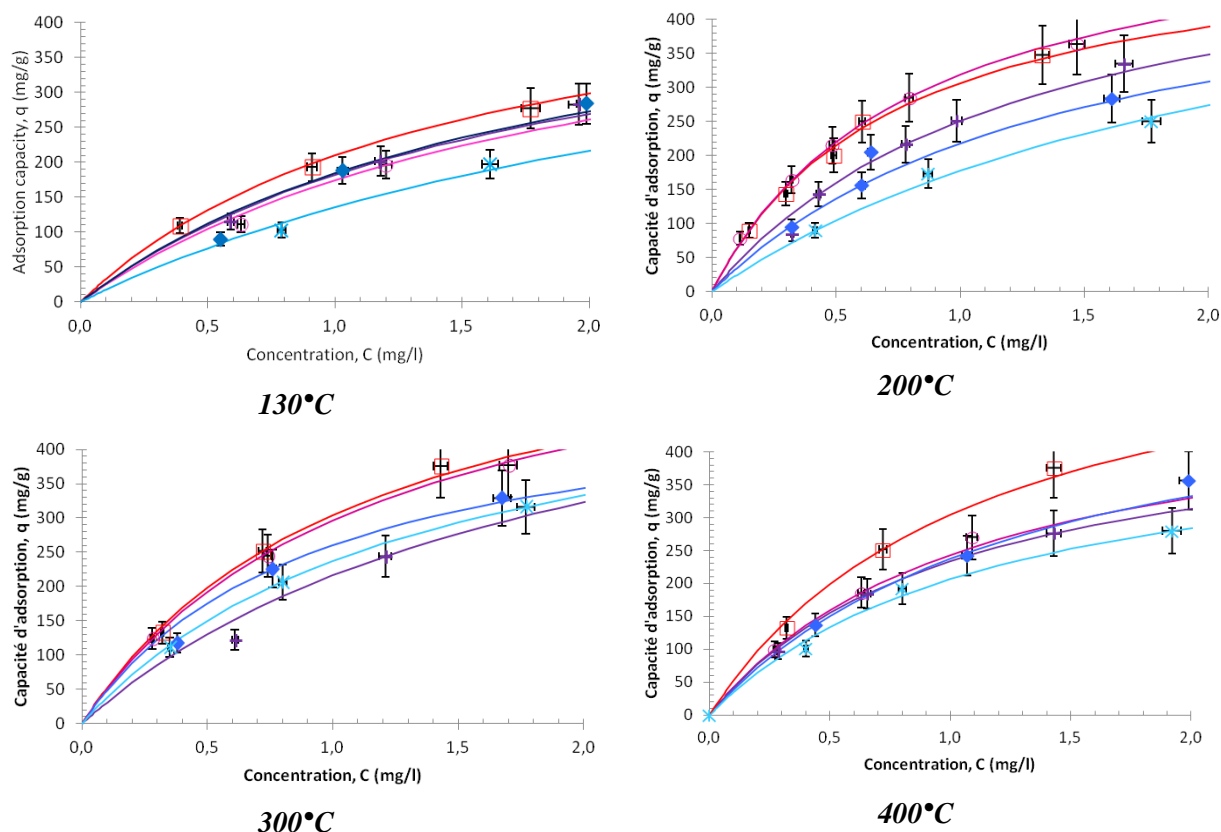 400
350
300
250
200
150
100
50
0
Adsorption capacity, q (mg/g)
0,0 0,5 1,0 1,5 2,0
Concentration, C (mg/l)
130•C
400
350
300
250
200
150
100
50
0
Capacité d'adsorption, q (mg/g)
0,0 0,5 1,0 1,5 2,0
Concentration, C (mg/l)
200•C
400
350
300
250
200
150
100
50
0
Capacité d'adsorption, q (mg/g)
0,0 0,5 1,0 1,5 2,0
Concentration, C (mg/l)
300•C
400
350
300
250
200
150
100
50
0
Capacité d'adsorption, q (mg/g)
0,0 0,5 1,0 1,5 2,0
Concentration, C (mg/l)
400•C